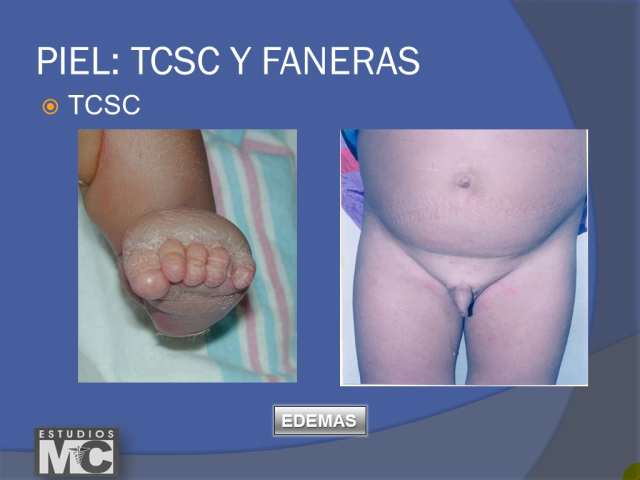 PIEL: TCSC Y FANERAS
TCSC
EDEMAS
ESTUDIOS
MC